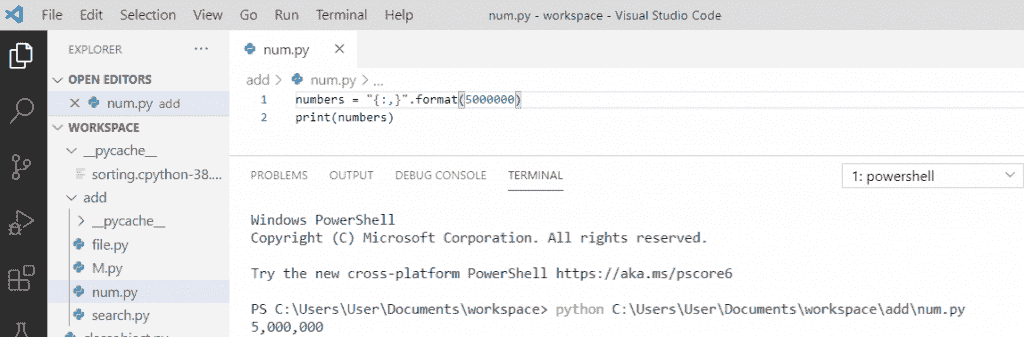 File Edit Selection View Go Run Terminal Help
num.py - workspace - Visual Studio Code
EXPLORER
OPEN EDITORS
num.py add
WORKSPACE
__pycache__
sorting.cpython-38....
add
__pycache__
file.py
M.py
num.py
search.py
num.py
add > num.py > ...
1 numbers = "{:,}".format(5000000)
2 print(numbers)
PROBLEMS OUTPUT DEBUG CONSOLE TERMINAL
1: powershell
Windows PowerShell
Copyright (C) Microsoft Corporation. All rights reserved.
Try the new cross-platform PowerShell https://aka.ms/pscore6
PS C:\Users\User\Documents\workspace> python C:\Users\User\Documents\workspace\add\num.py
5,000,000